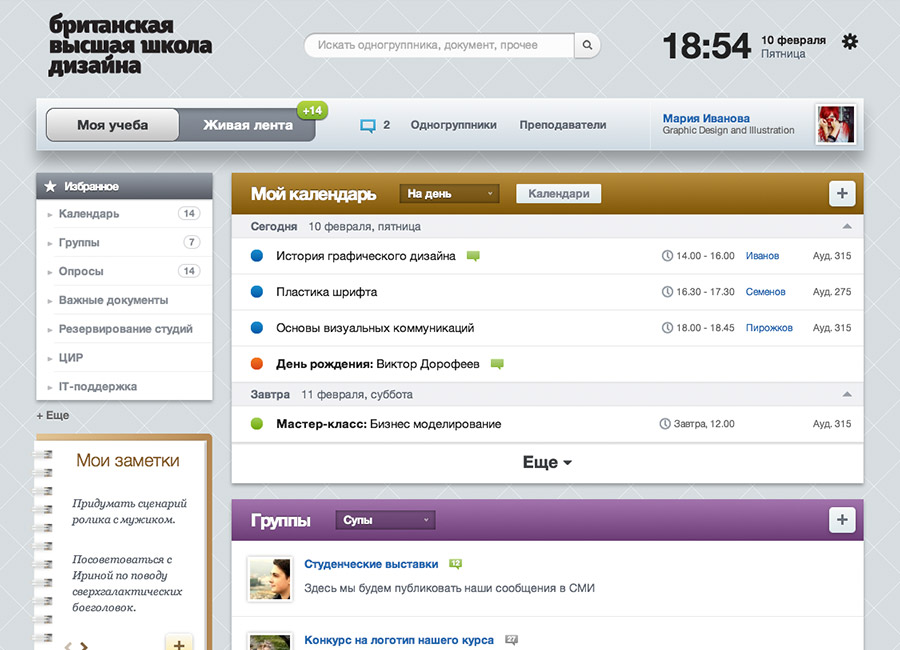 британская
высшая школа
дизайна
Искать одногруппника, документ, прочее
18:54
10 февраля
Пятница
Моя учеба
Живая лента
+14
2
Одногруппники
Преподаватели
Мария Иванова
Graphic Design and Illustration
Избранное
Календарь 14
Группы 7
Опросы 14
Важные документы
Резервирование студий
ЦИР
IT-поддержка
+ Еще
Мои заметки
Придумать сценарий
ролика с мужиком.
Посоветоваться с
Ириной по поводу
сверхгалактических
боеголовок.
+
Мой календарь
На день
Календари
+
Сегодня 10 февраля, пятница
История графического дизайна 14.00 - 16.00 Иванов Ауд. 315
Пластика шрифта 16.30 - 17.30 Семенов Ауд. 275
Основы визуальных коммуникаций 18.00 - 18.45 Пирожков Ауд. 315
День рождения: Виктор Дорофеев
Завтра 11 февраля, суббота
Мастер-класс: Бизнес моделирование Завтра, 12.00 Ауд. 315
Еще
Группы
Супы
+
Студенческие выставки 12
Здесь мы будем публиковать наши сообщения в СМИ
Конкурс на логотип нашего курса 27